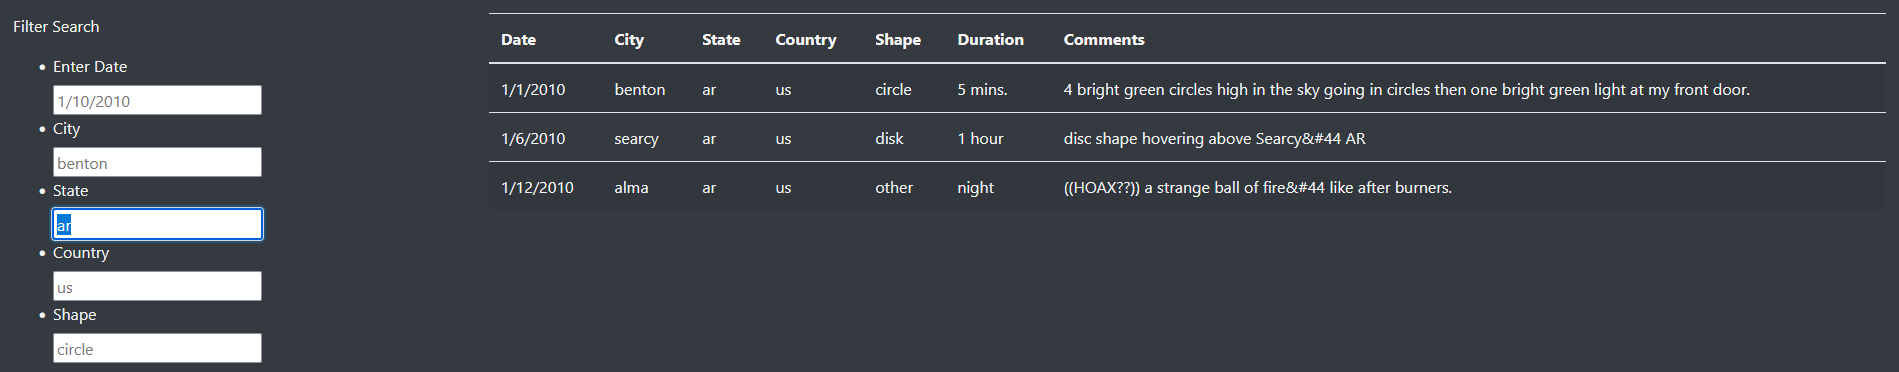 Filter Search
Enter Date
1/10/2010
City
benton
State
ar
Country
us
Shape
circle
Date City State Country Shape Duration Comments
1/1/2010 benton ar us circle 5 mins. 4 bright green circles high in the sky going in circles then one bright green light at my front door.
1/6/2010 searcy ar us disk 1 hour disc shape hovering above Searcy&#44 AR
1/12/2010 alma ar us other night ((HOAX??)) a strange ball of fire&#44 like after burners.